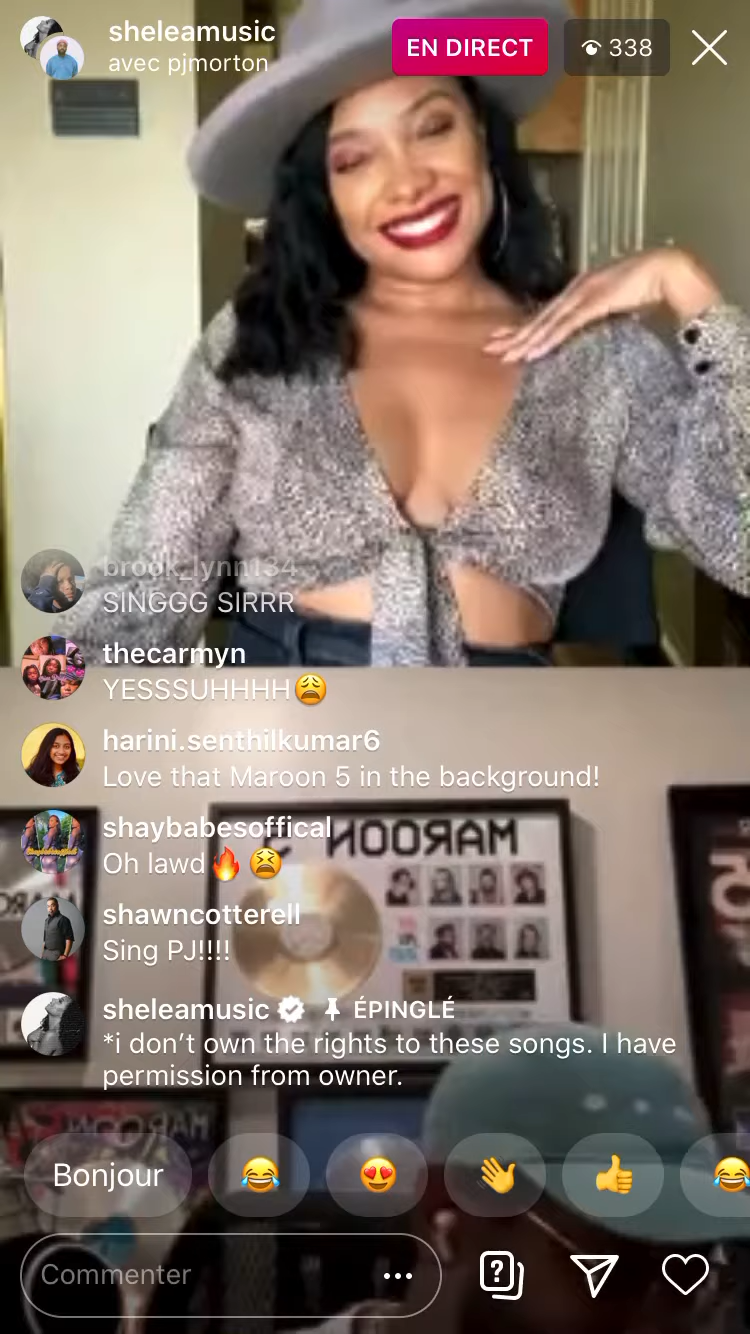 sheleamusic
avec pjmorton
EN DIRECT
338
brook_lynn134
SINGGG SIRRR
thecarmyn
YESSSUHHHH😩
harini.senthilkumar6
Love that Maroon 5 in the background!
shaybabesoffical
Oh lawd🔥😫
shawncotterell
Sing PJ!!!!
MAROON
sheleamusic ÉPINGLÉ
*i don’t own the rights to these songs. I have
permission from owner.
MAROON
Bonjour 😂 😍 👋 👍 😂
Commenter